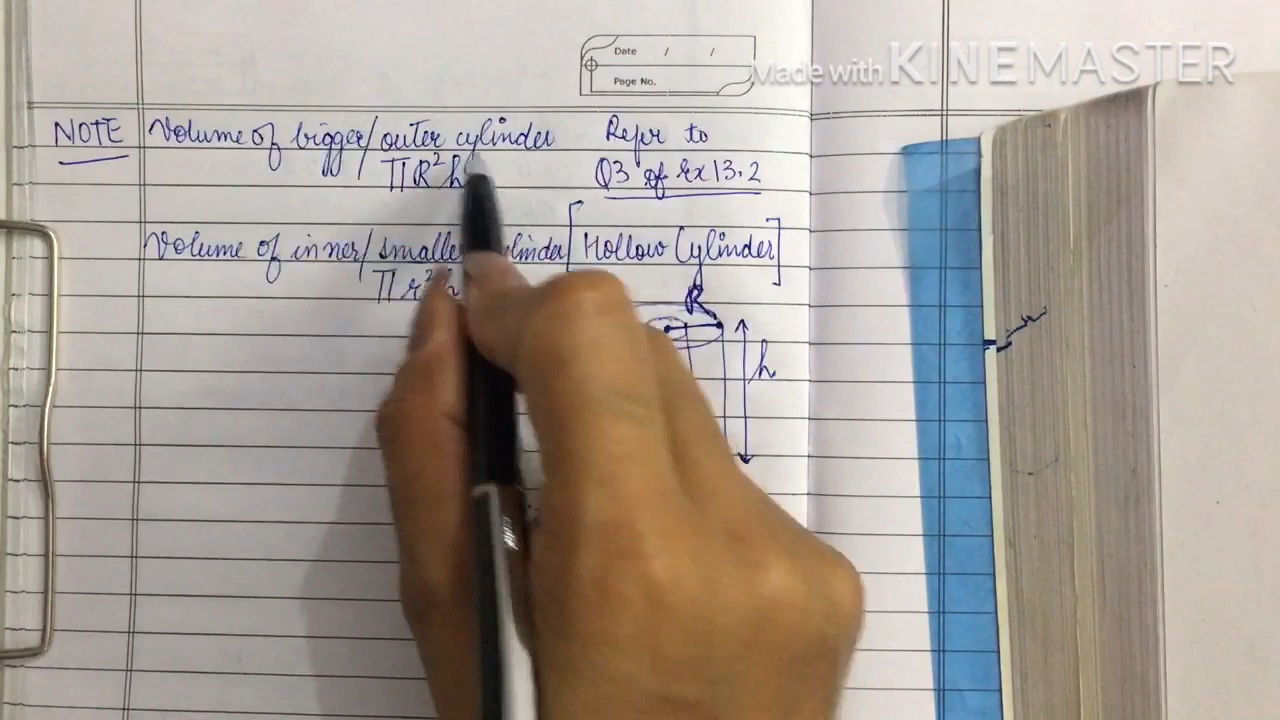 Made with KINEMASTER
Date / /
Page No.
NOTE Volume of bigger/outer cylinder Refer to
πR²h Q3 of Ex 13.2
Volume of inner/smaller cylinder [Hollow Cylinder]
πr²h
R
h